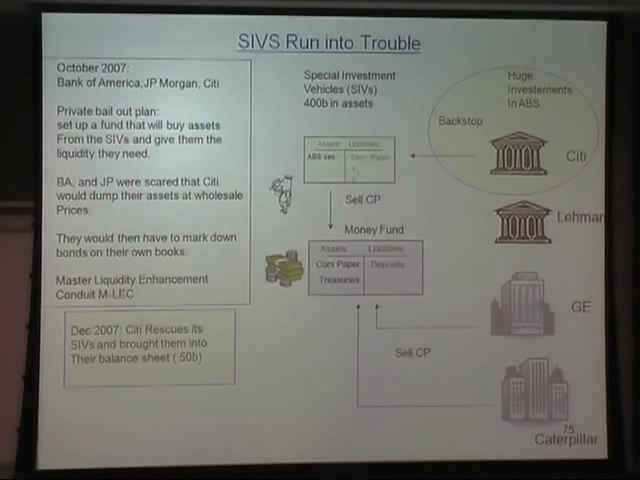 SIVS Run into Trouble
October 2007:
Bank of America,JP Morgan, Citi
Private bail out plan:
set up a fund that will buy assets
From the SIVs and give them the
liquidity they need.
BA, and JP were scared that Citi
would dump their assets at wholesale
Prices.
They would then have to mark down
bonds on their own books.
Master Liquidity Enhancement
Conduit M-LEC
Dec 2007: Citi Rescues its
SIVs and brought them into
Their balance sheet ( 50b)
Special Investment
Vehicles (SIVs)
400b in assets
Assets Liabilities
ABS sec Com Paper
Sell CP
Money Fund
Assets Liabilities
Com Paper Deposits
Treasuries
Sell CP
Huge
Investements
In ABS
Backstop
Citi
Lehman
GE
75
Caterpillar